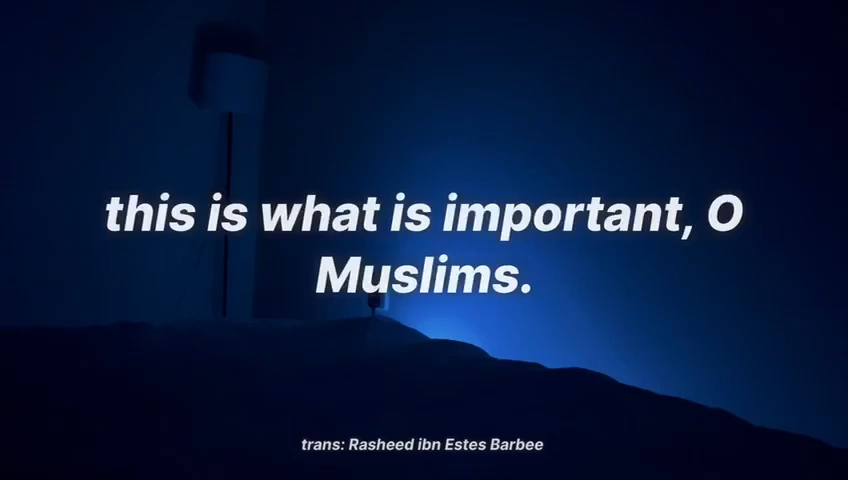 this is what is important, O
Muslims.
trans: Rasheed ibn Estes Barbee